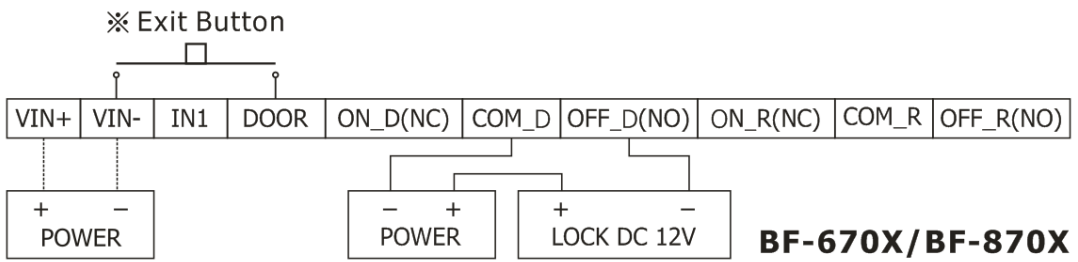 ※ Exit Button
VIN+ VIN- IN1 DOOR ON_D(NC) COM_D OFF_D(NO) ON_R(NC) COM_R OFF_R(NO)
+ − − + + −
POWER POWER LOCK DC 12V
BF-670X/BF-870X